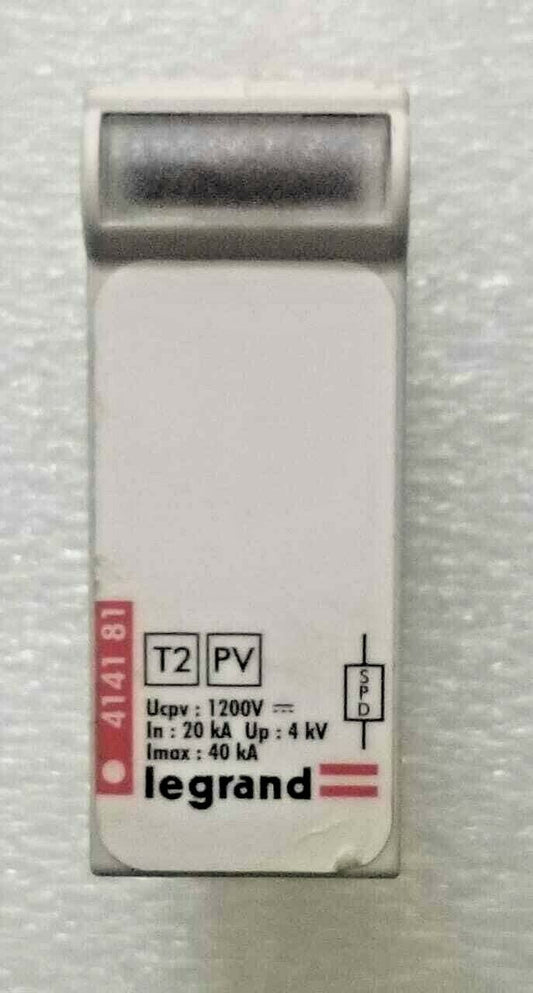 4141 81
T2 PV
Ucpv : 1200V ⎓
In : 20 kA Up : 4 kV
Imax : 40 kA
legrand
SPD